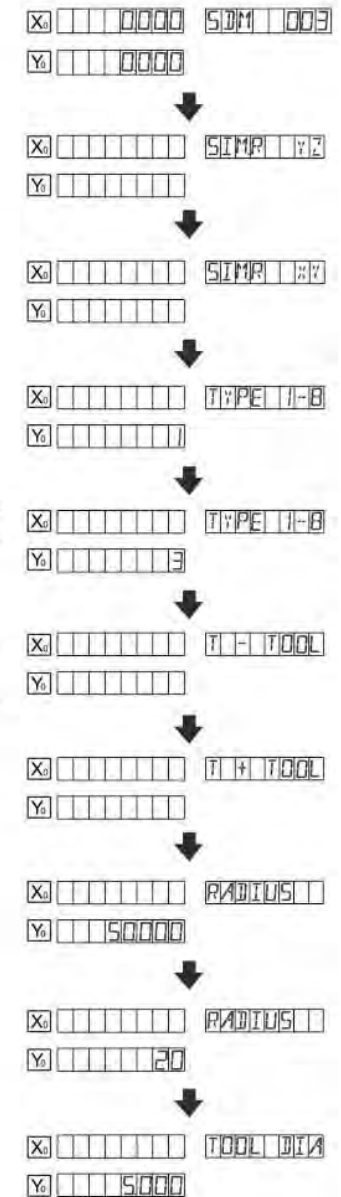 X₀ 0000 SDM 003
Y₀ 0000
X₀ SIMR YZ
Y₀
X₀ SIMR XY
Y₀
X₀ TYPE 1-8
Y₀ 1
X₀ TYPE 1-8
Y₀ 3
X₀ T - TOOL
Y₀
X₀ T + TOOL
Y₀
X₀ RADIUS
Y₀ 50000
X₀ RADIUS
Y₀ 20
X₀ TOOL DIA
Y₀ 5000